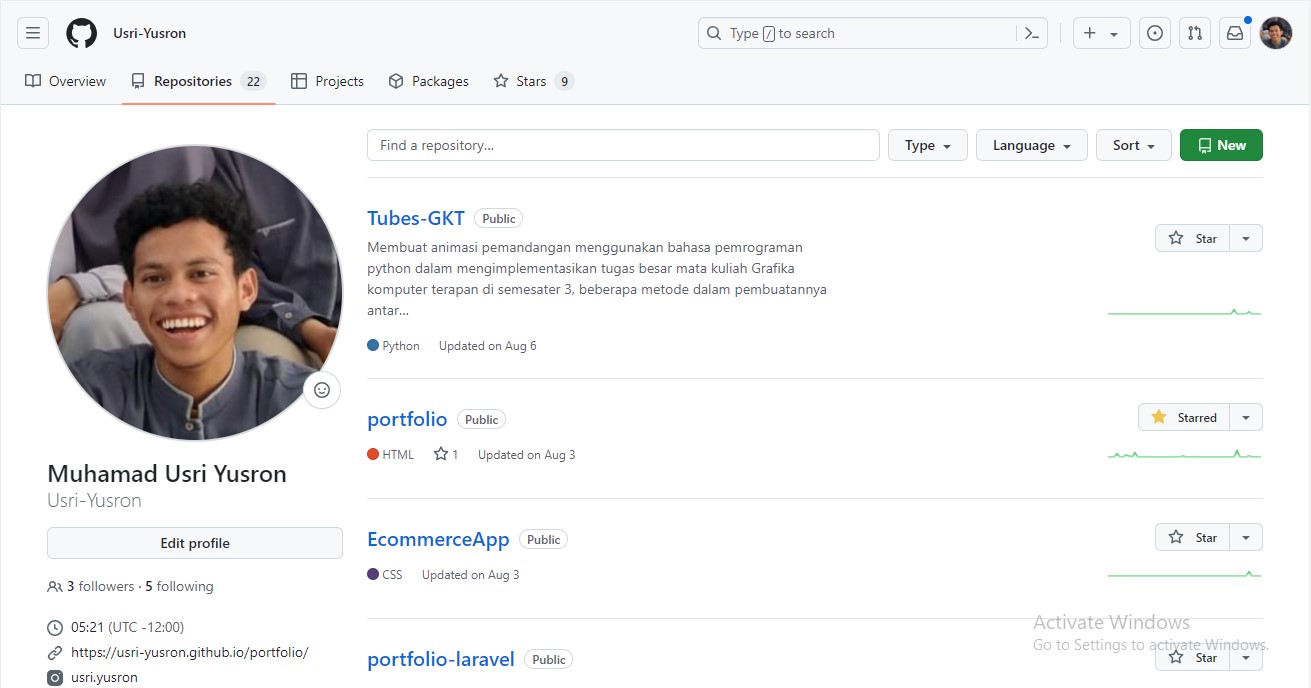 Usri-Yusron
Type / to search
Overview
Repositories 22
Projects
Packages
Stars 9
Find a repository...
Type
Language
Sort
New
Tubes-GKT Public
Star
Membuat animasi pemandangan menggunakan bahasa pemrograman
python dalam mengimplementasikan tugas besar mata kuliah Grafika
komputer terapan di semesater 3, beberapa metode dalam pembuatannya
antar...
Python Updated on Aug 6
portfolio Public
Starred
HTML 1 Updated on Aug 3
EcommerceApp Public
Star
CSS Updated on Aug 3
portfolio-laravel Public
Star
Muhamad Usri Yusron
Usri-Yusron
Edit profile
3 followers · 5 following
05:21 (UTC -12:00)
https://usri-yusron.github.io/portfolio/
usri.yusron
Activate Windows
Go to Settings to activate Windows.